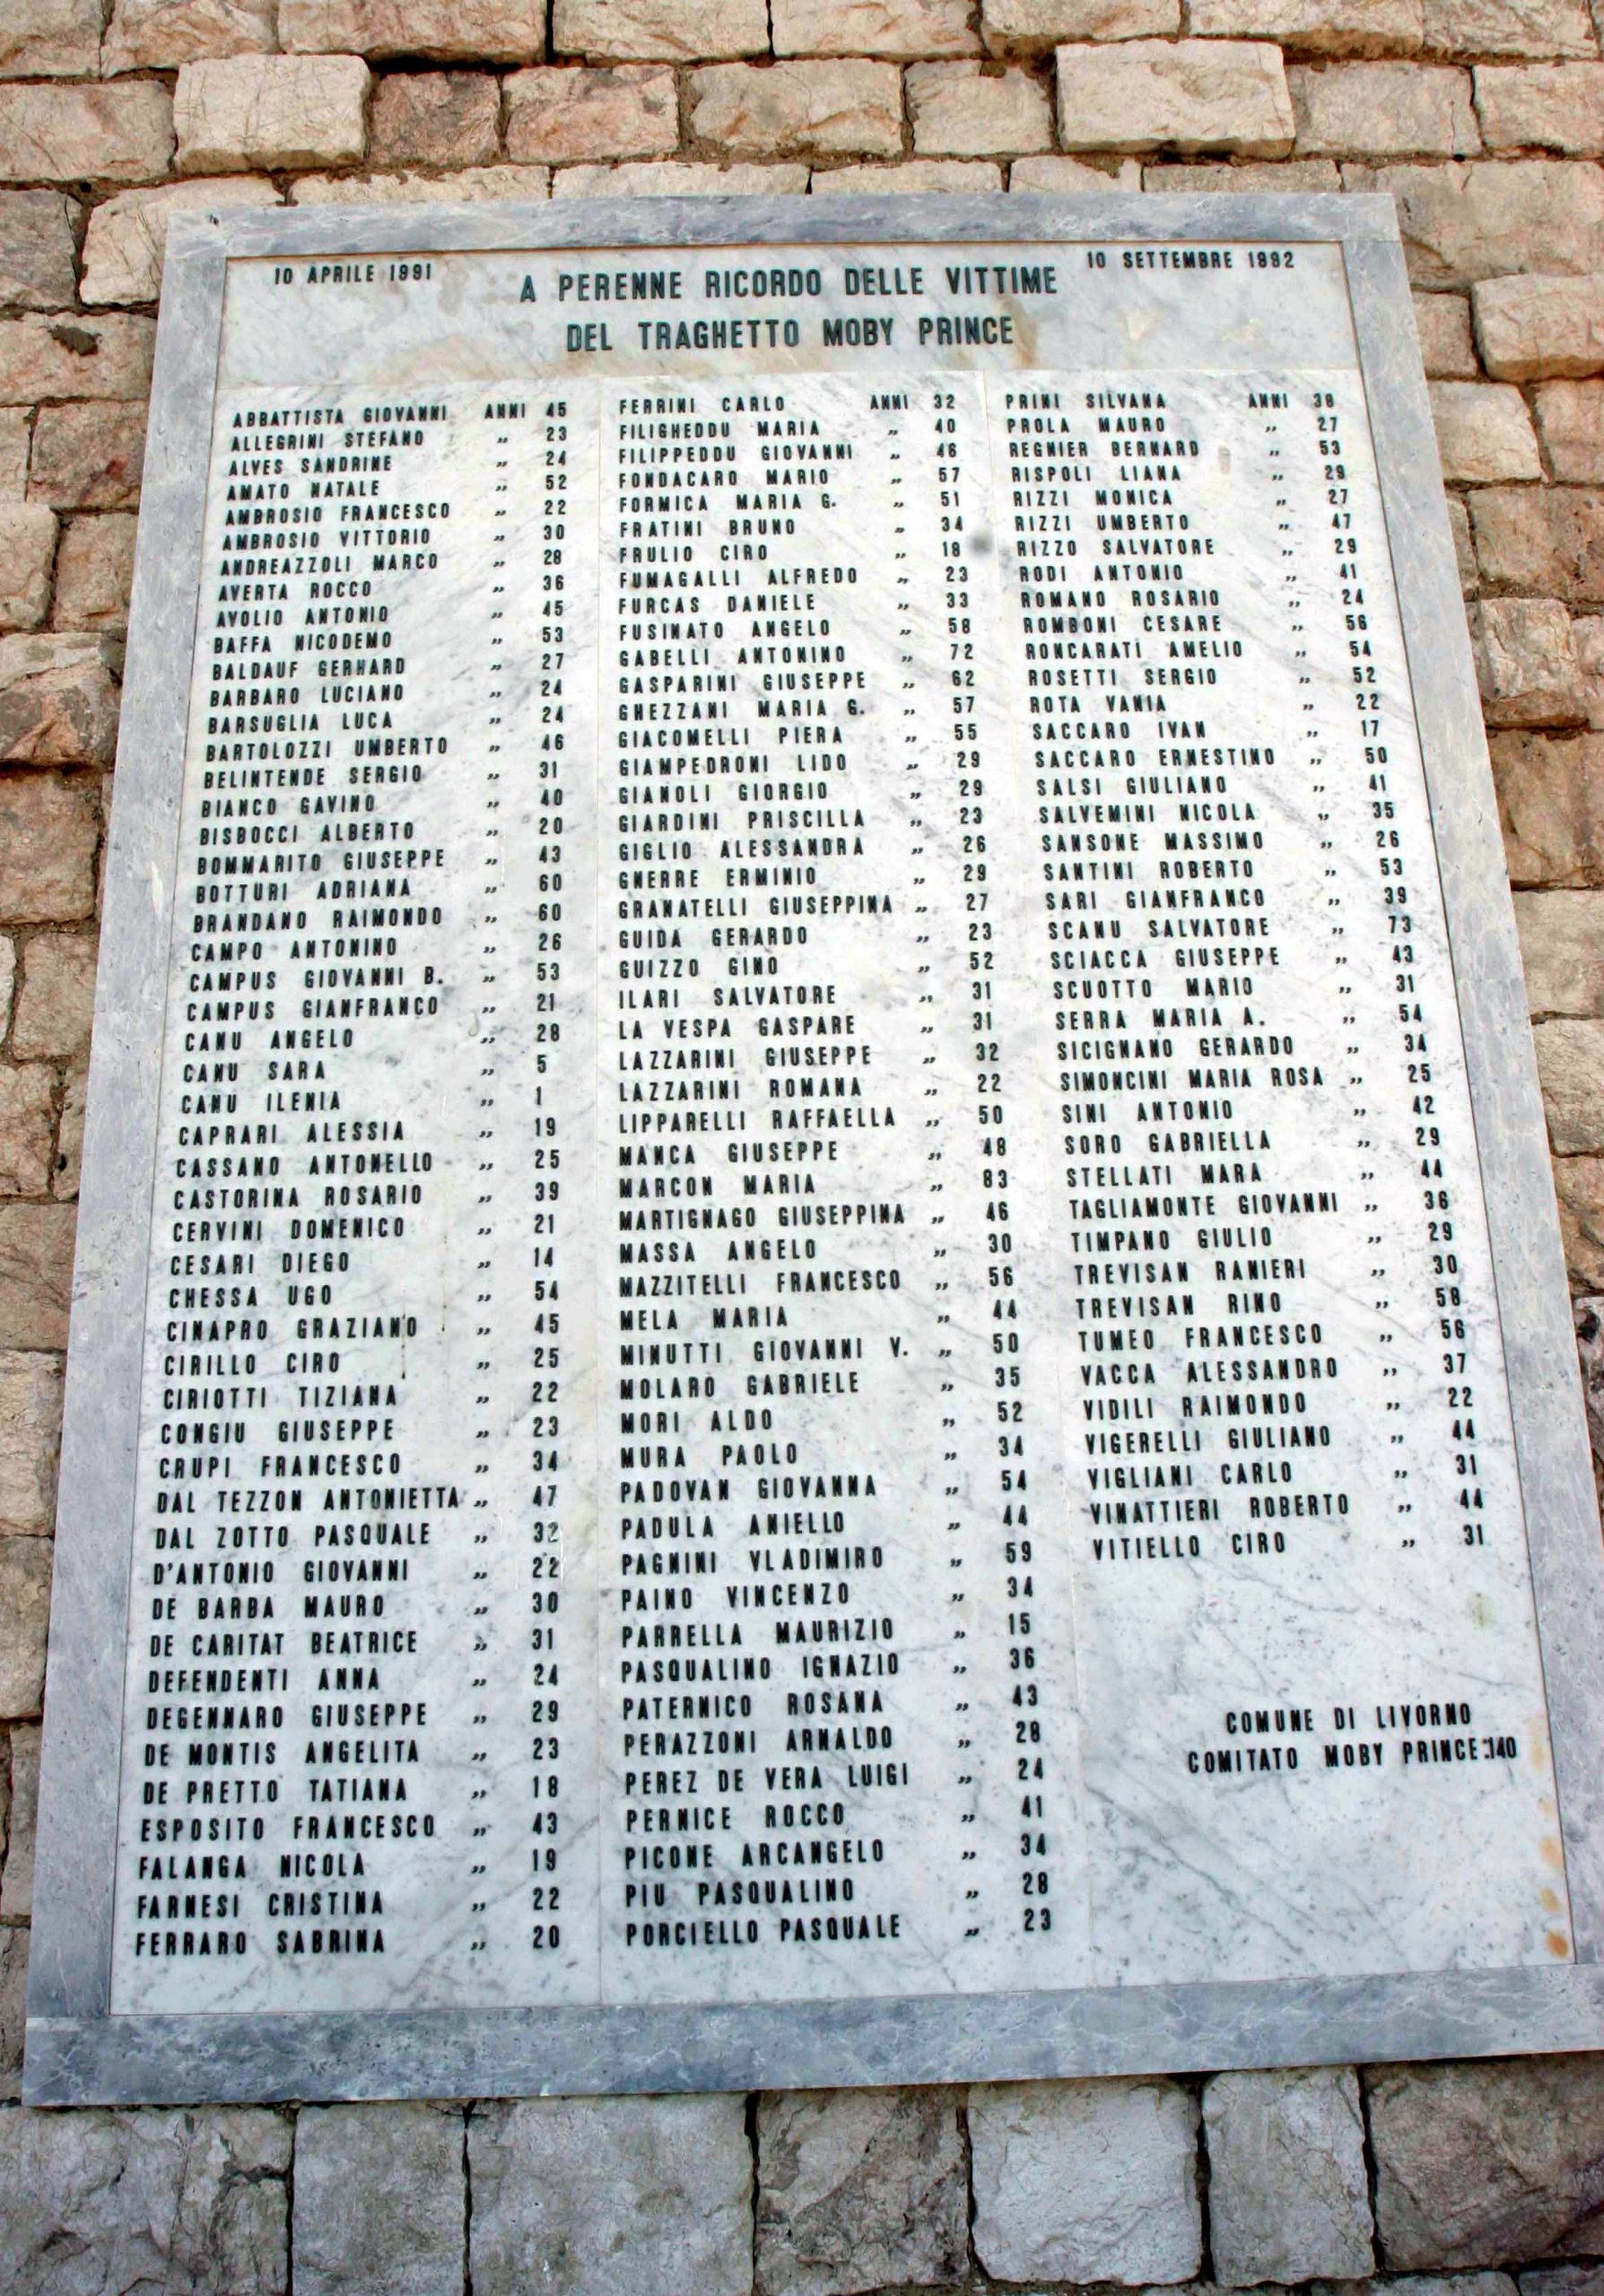 10 APRILE 1991
10 SETTEMBRE 1992
A PERENNE RICORDO DELLE VITTIME
DEL TRAGHETTO MOBY PRINCE
ABBATTISTA GIOVANNI ANNI 45
ALLEGRINI STEFANO „ 23
ALVES SANDRINE „ 24
AMATO NATALE „ 52
AMBROSIO FRANCESCO „ 22
AMBROSIO VITTORIO „ 30
ANDREAZZOLI MARCO „ 28
AVERTA ROCCO „ 36
AVOLIO ANTONIO „ 45
BAFFA NICODEMO „ 53
BALDAUF GERHARD „ 27
BARBARO LUCIANO „ 24
BARSUGLIA LUCA „ 24
BARTOLOZZI UMBERTO „ 46
BELINTENDE SERGIO „ 31
BIANCO GAVINO „ 40
BISBOCCI ALBERTO „ 20
BOMMARITO GIUSEPPE „ 43
BOTTURI ADRIANA „ 60
BRANDANO RAIMONDO „ 60
CAMPO ANTONINO „ 26
CAMPUS GIOVANNI B. „ 53
CAMPUS GIANFRANCO „ 21
CANU ANGELO „ 28
CANU SARA „ 5
CANU ILENIA „ 1
CAPRARI ALESSIA „ 19
CASSANO ANTONELLO „ 25
CASTORINA ROSARIO „ 39
CERVINI DOMENICO „ 21
CESARI DIEGO „ 14
CHESSA UGO „ 54
CINAPRO GRAZIANO „ 45
CIRILLO CIRO „ 25
CIRIOTTI TIZIANA „ 22
CONGIU GIUSEPPE „ 23
CRUPI FRANCESCO „ 34
DAL TEZZON ANTONIETTA „ 47
DAL ZOTTO PASQUALE „ 32
D'ANTONIO GIOVANNI „ 22
DE BARBA MAURO „ 30
DE CARITAT BEATRICE „ 31
DEFENDENTI ANNA „ 24
DEGENNARO GIUSEPPE „ 29
DE MONTIS ANGELITA „ 23
DE PRETTO TATIANA „ 18
ESPOSITO FRANCESCO „ 43
FALANGA NICOLA „ 19
FARNESI CRISTINA „ 22
FERRARO SABRINA „ 20
FERRINI CARLO ANNI 32
FILIGHEDDU MARIA „ 40
FILIPPEDDU GIOVANNI „ 46
FONDACARO MARIO „ 57
FORMICA MARIA G. „ 51
FRATINI BRUNO „ 34
FRULIO CIRO „ 18
FUMAGALLI ALFREDO „ 23
FURCAS DANIELE „ 33
FUSINATO ANGELO „ 58
GABELLI ANTONINO „ 72
GASPARINI GIUSEPPE „ 62
GHEZZANI MARIA G. „ 57
GIACOMELLI PIERA „ 55
GIAMPEDRONI LIDO „ 29
GIANOLI GIORGIO „ 29
GIARDINI PRISCILLA „ 23
GIGLIO ALESSANDRA „ 26
GNERRE ERMINIO „ 29
GRANATELLI GIUSEPPINA „ 27
GUIDA GERARDO „ 23
GUIZZO GINO „ 52
ILARI SALVATORE „ 31
LA VESPA GASPARE „ 31
LAZZARINI GIUSEPPE „ 32
LAZZARINI ROMANA „ 22
LIPPARELLI RAFFAELLA „ 50
MANCA GIUSEPPE „ 48
MARCON MARIA „ 83
MARTIGNAGO GIUSEPPINA „ 46
MASSA ANGELO „ 30
MAZZITELLI FRANCESCO „ 56
MELA MARIA „ 44
MINUTTI GIOVANNI V. „ 50
MOLARO GABRIELE „ 35
MORI ALDO „ 52
MURA PAOLO „ 34
PADOVAN GIOVANNA „ 54
PADULA ANIELLO „ 44
PAGNINI VLADIMIRO „ 59
PAINO VINCENZO „ 34
PARRELLA MAURIZIO „ 15
PASQUALINO IGNAZIO „ 36
PATERNICO ROSANA „ 43
PERAZZONI ARNALDO „ 28
PEREZ DE VERA LUIGI „ 24
PERNICE ROCCO „ 41
PICONE ARCANGELO „ 34
PIU PASQUALINO „ 28
PORCIELLO PASQUALE „ 23
PRINI SILVANA ANNI 38
PROLA MAURO „ 27
REGNIER BERNARD „ 53
RISPOLI LIANA „ 29
RIZZI MONICA „ 27
RIZZI UMBERTO „ 47
RIZZO SALVATORE „ 29
RODI ANTONIO „ 41
ROMANO ROSARIO „ 24
ROMBONI CESARE „ 56
RONCARATI AMELIO „ 54
ROSETTI SERGIO „ 52
ROTA VANIA „ 22
SACCARO IVAN „ 17
SACCARO ERNESTINO „ 50
SALSI GIULIANO „ 41
SALVEMINI NICOLA „ 35
SANSONE MASSIMO „ 26
SANTINI ROBERTO „ 53
SARI GIANFRANCO „ 39
SCANU SALVATORE „ 73
SCIACCA GIUSEPPE „ 43
SCUOTTO MARIO „ 31
SERRA MARIA A. „ 54
SICIGNANO GERARDO „ 34
SIMONCINI MARIA ROSA „ 25
SINI ANTONIO „ 42
SORO GABRIELLA „ 29
STELLATI MARA „ 44
TAGLIAMONTE GIOVANNI „ 36
TIMPANO GIULIO „ 29
TREVISAN RANIERI „ 30
TREVISAN RINO „ 58
TUMEO FRANCESCO „ 56
VACCA ALESSANDRO „ 37
VIDILI RAIMONDO „ 22
VIGERELLI GIULIANO „ 44
VIGLIANI CARLO „ 31
VINATTIERI ROBERTO „ 44
VITIELLO CIRO „ 31
COMUNE DI LIVORNO
COMITATO MOBY PRINCE:140